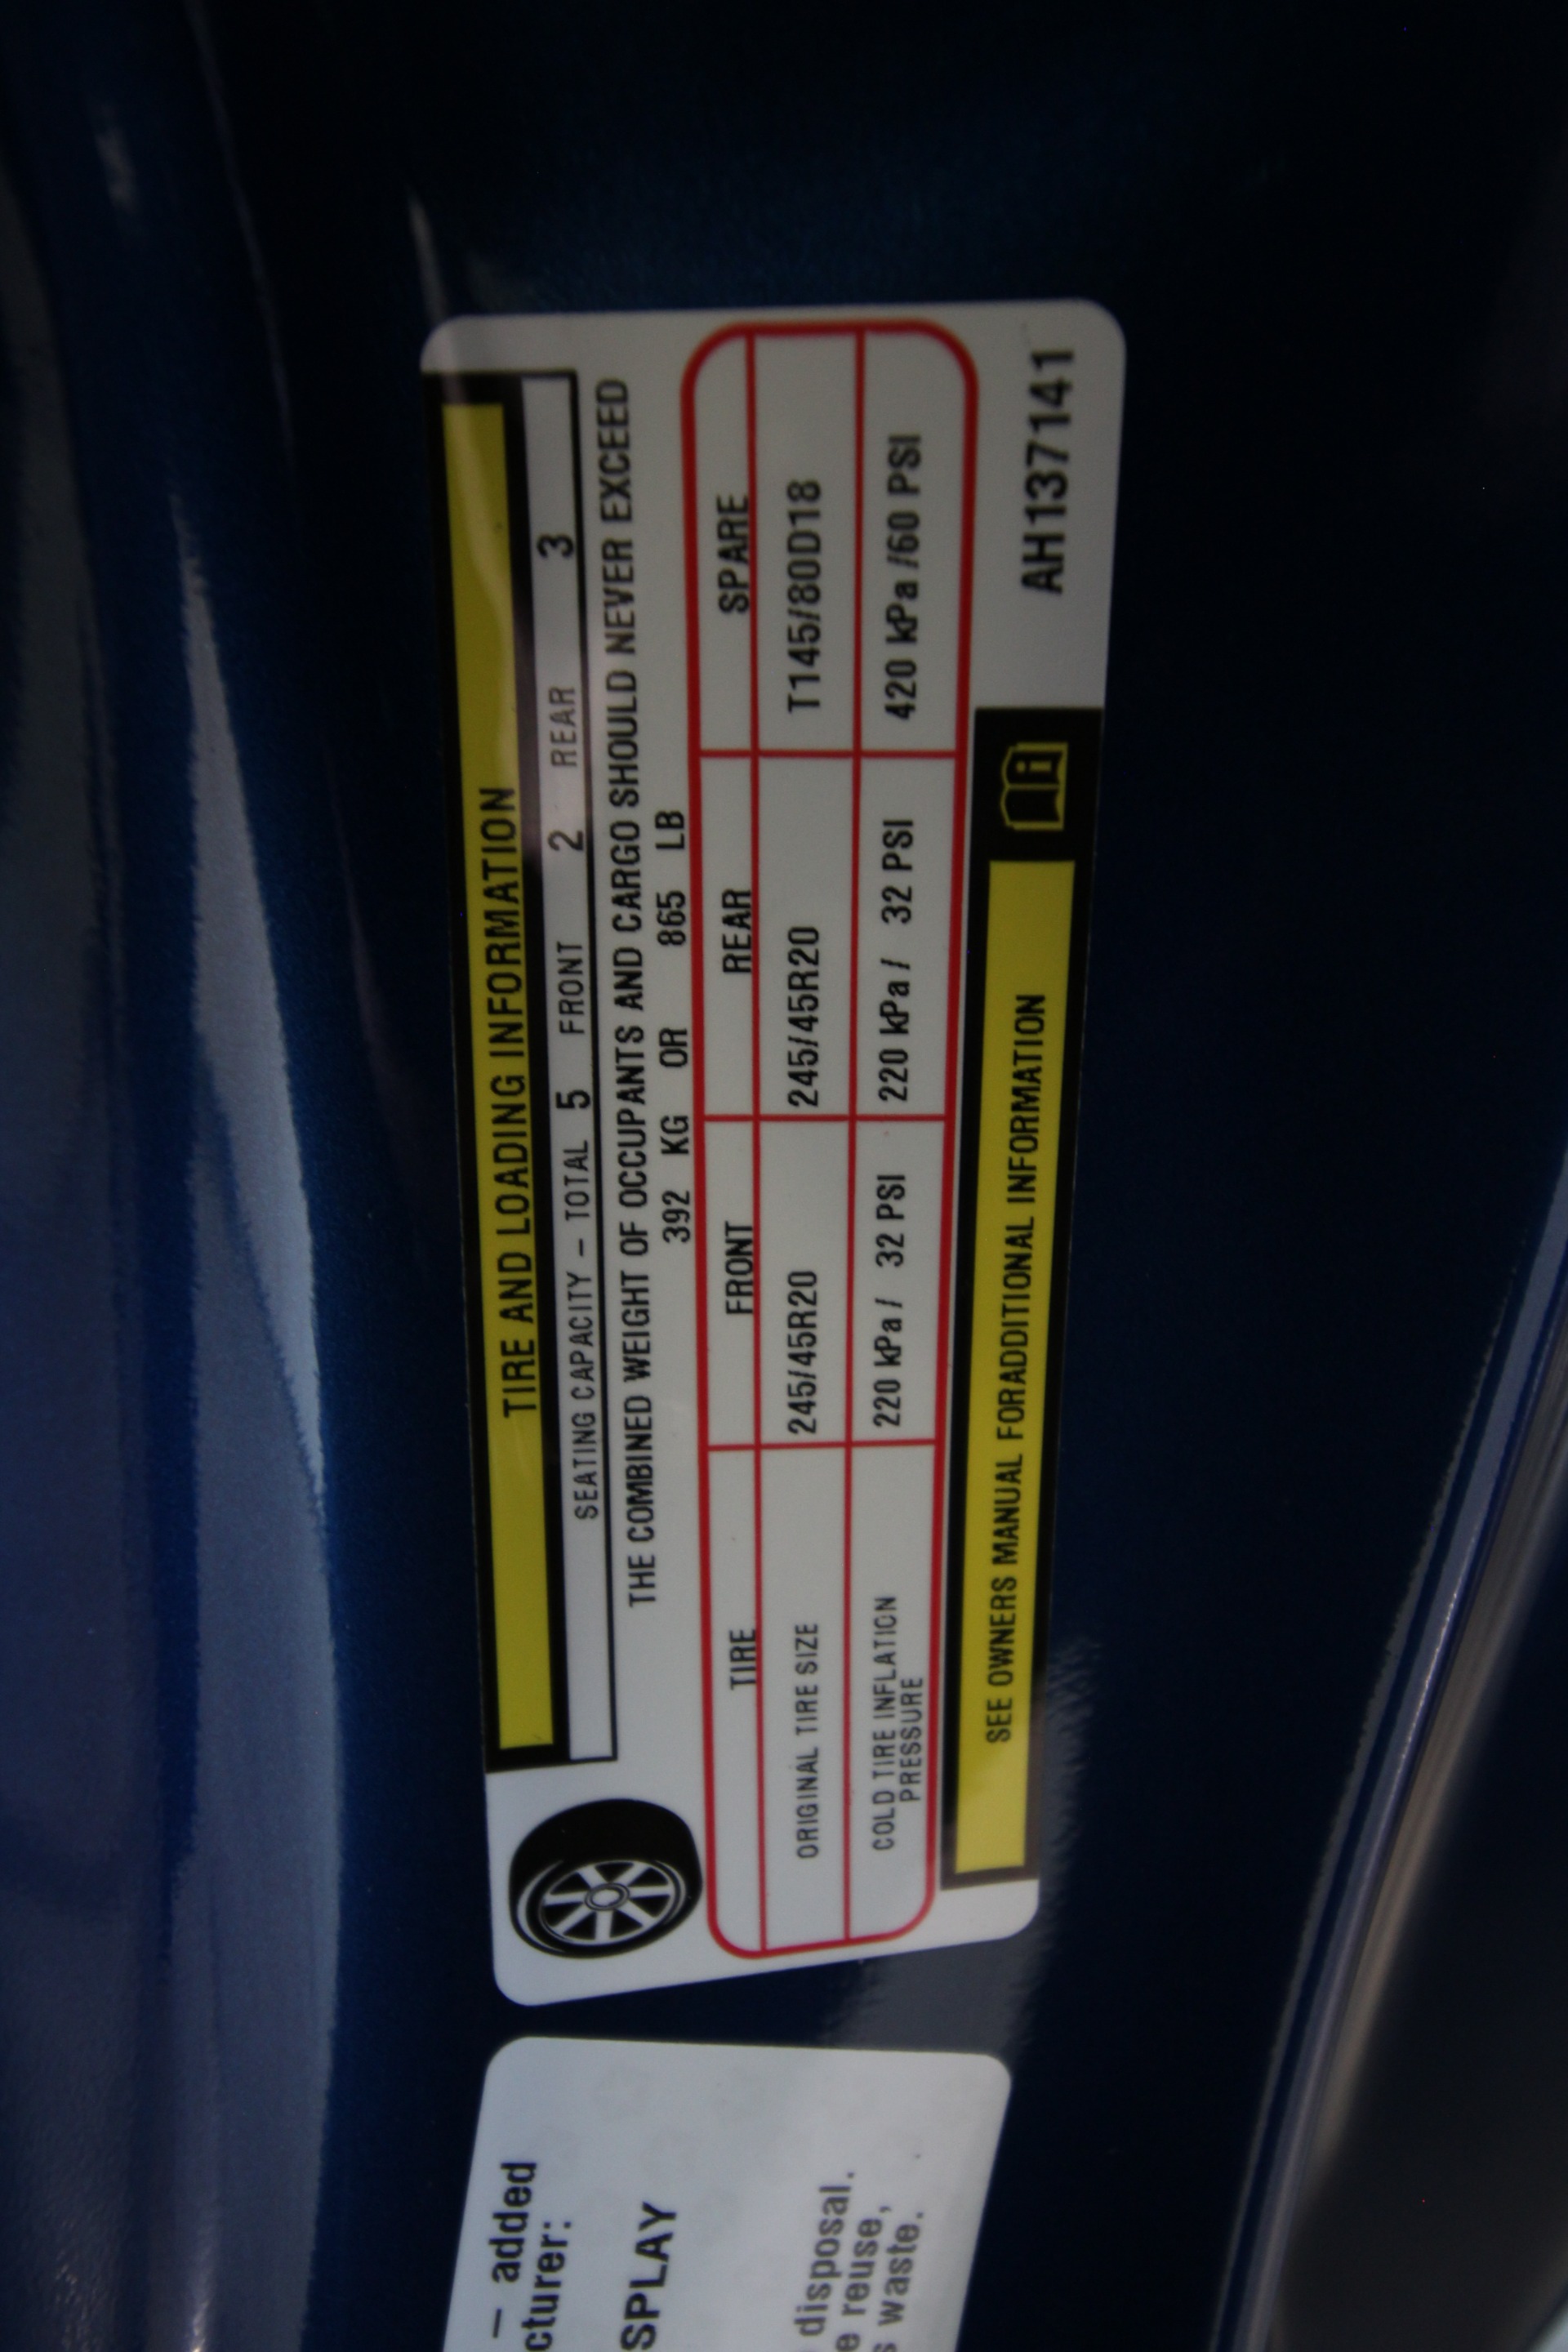 TIRE AND LOADING INFORMATION
SEATING CAPACITY – TOTAL 5 FRONT 2 REAR 3
THE COMBINED WEIGHT OF OCCUPANTS AND CARGO SHOULD NEVER EXCEED
392 KG OR 865 LB
TIRE FRONT REAR SPARE
ORIGINAL TIRE SIZE 245/45R20 245/45R20 T145/80D18
COLD TIRE INFLATION PRESSURE 220 kPa / 32 PSI 220 kPa / 32 PSI 420 kPa /60 PSI
SEE OWNERS MANUAL FORADDITIONAL INFORMATION
AH137141
— added
cturer:
SPLAY
disposal.
reuse,
waste.